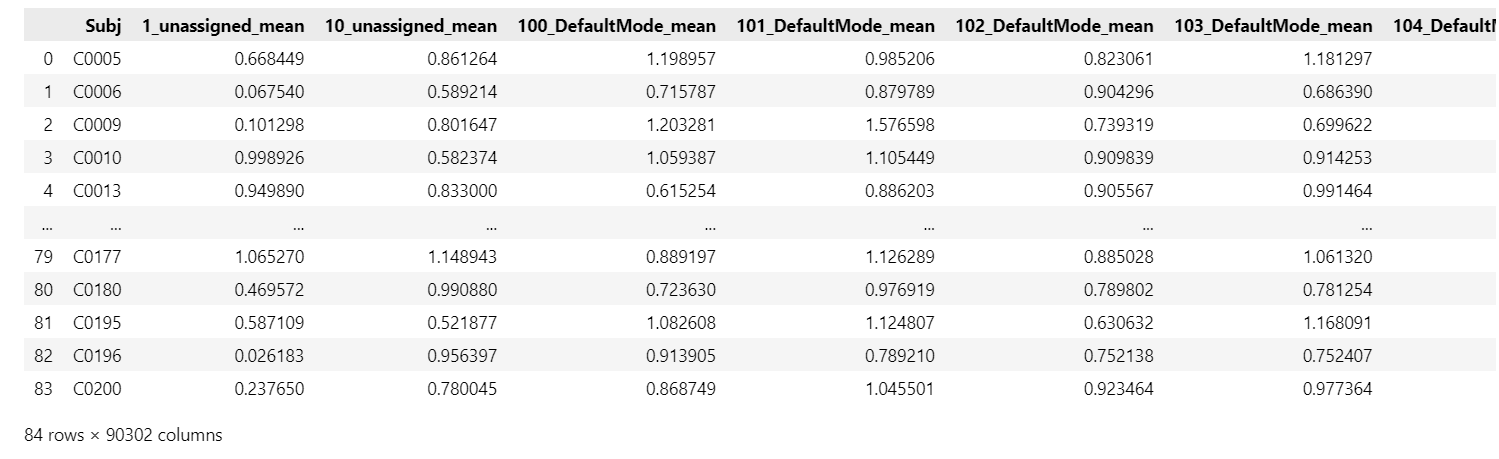 Subj 1_unassigned_mean 10_unassigned_mean 100_DefaultMode_mean 101_DefaultMode_mean 102_DefaultMode_mean 103_DefaultMode_mean 104_Default
0 C0005 0.668449 0.861264 1.198957 0.985206 0.823061 1.181297
1 C0006 0.067540 0.589214 0.715787 0.879789 0.904296 0.686390
2 C0009 0.101298 0.801647 1.203281 1.576598 0.739319 0.699622
3 C0010 0.998926 0.582374 1.059387 1.105449 0.909839 0.914253
4 C0013 0.949890 0.833000 0.615254 0.886203 0.905567 0.991464
... ... ... ... ... ... ... ...
79 C0177 1.065270 1.148943 0.889197 1.126289 0.885028 1.061320
80 C0180 0.469572 0.990880 0.723630 0.976919 0.789802 0.781254
81 C0195 0.587109 0.521877 1.082608 1.124807 0.630632 1.168091
82 C0196 0.026183 0.956397 0.913905 0.789210 0.752138 0.752407
83 C0200 0.237650 0.780045 0.868749 1.045501 0.923464 0.977364
84 rows × 90302 columns